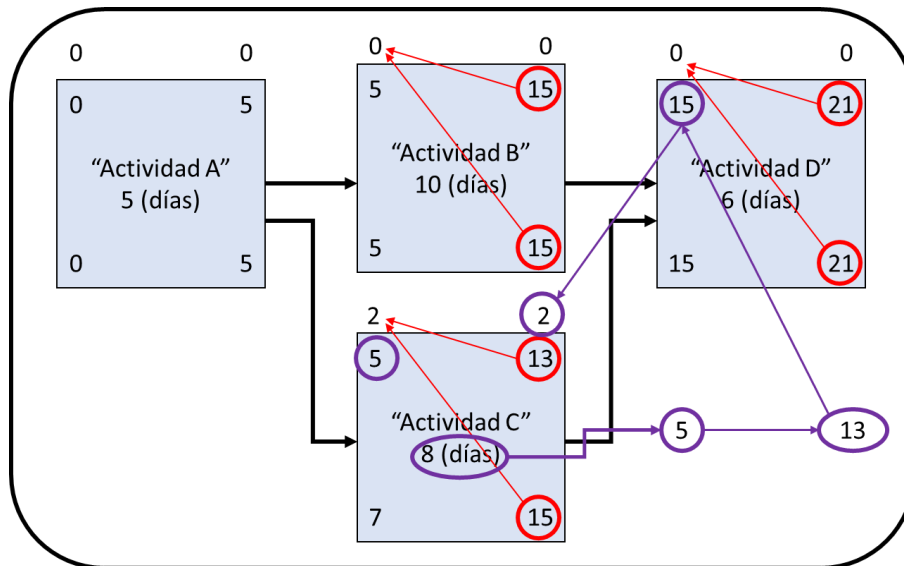 0 5
0 5
“Actividad A”
5 (días)
0 5
0 0
5 15
“Actividad B”
10 (días)
5 15
0 0
15 21
“Actividad D”
6 (días)
15 21
2 2
5 13
“Actividad C”
8 (días)
7 15
5 13